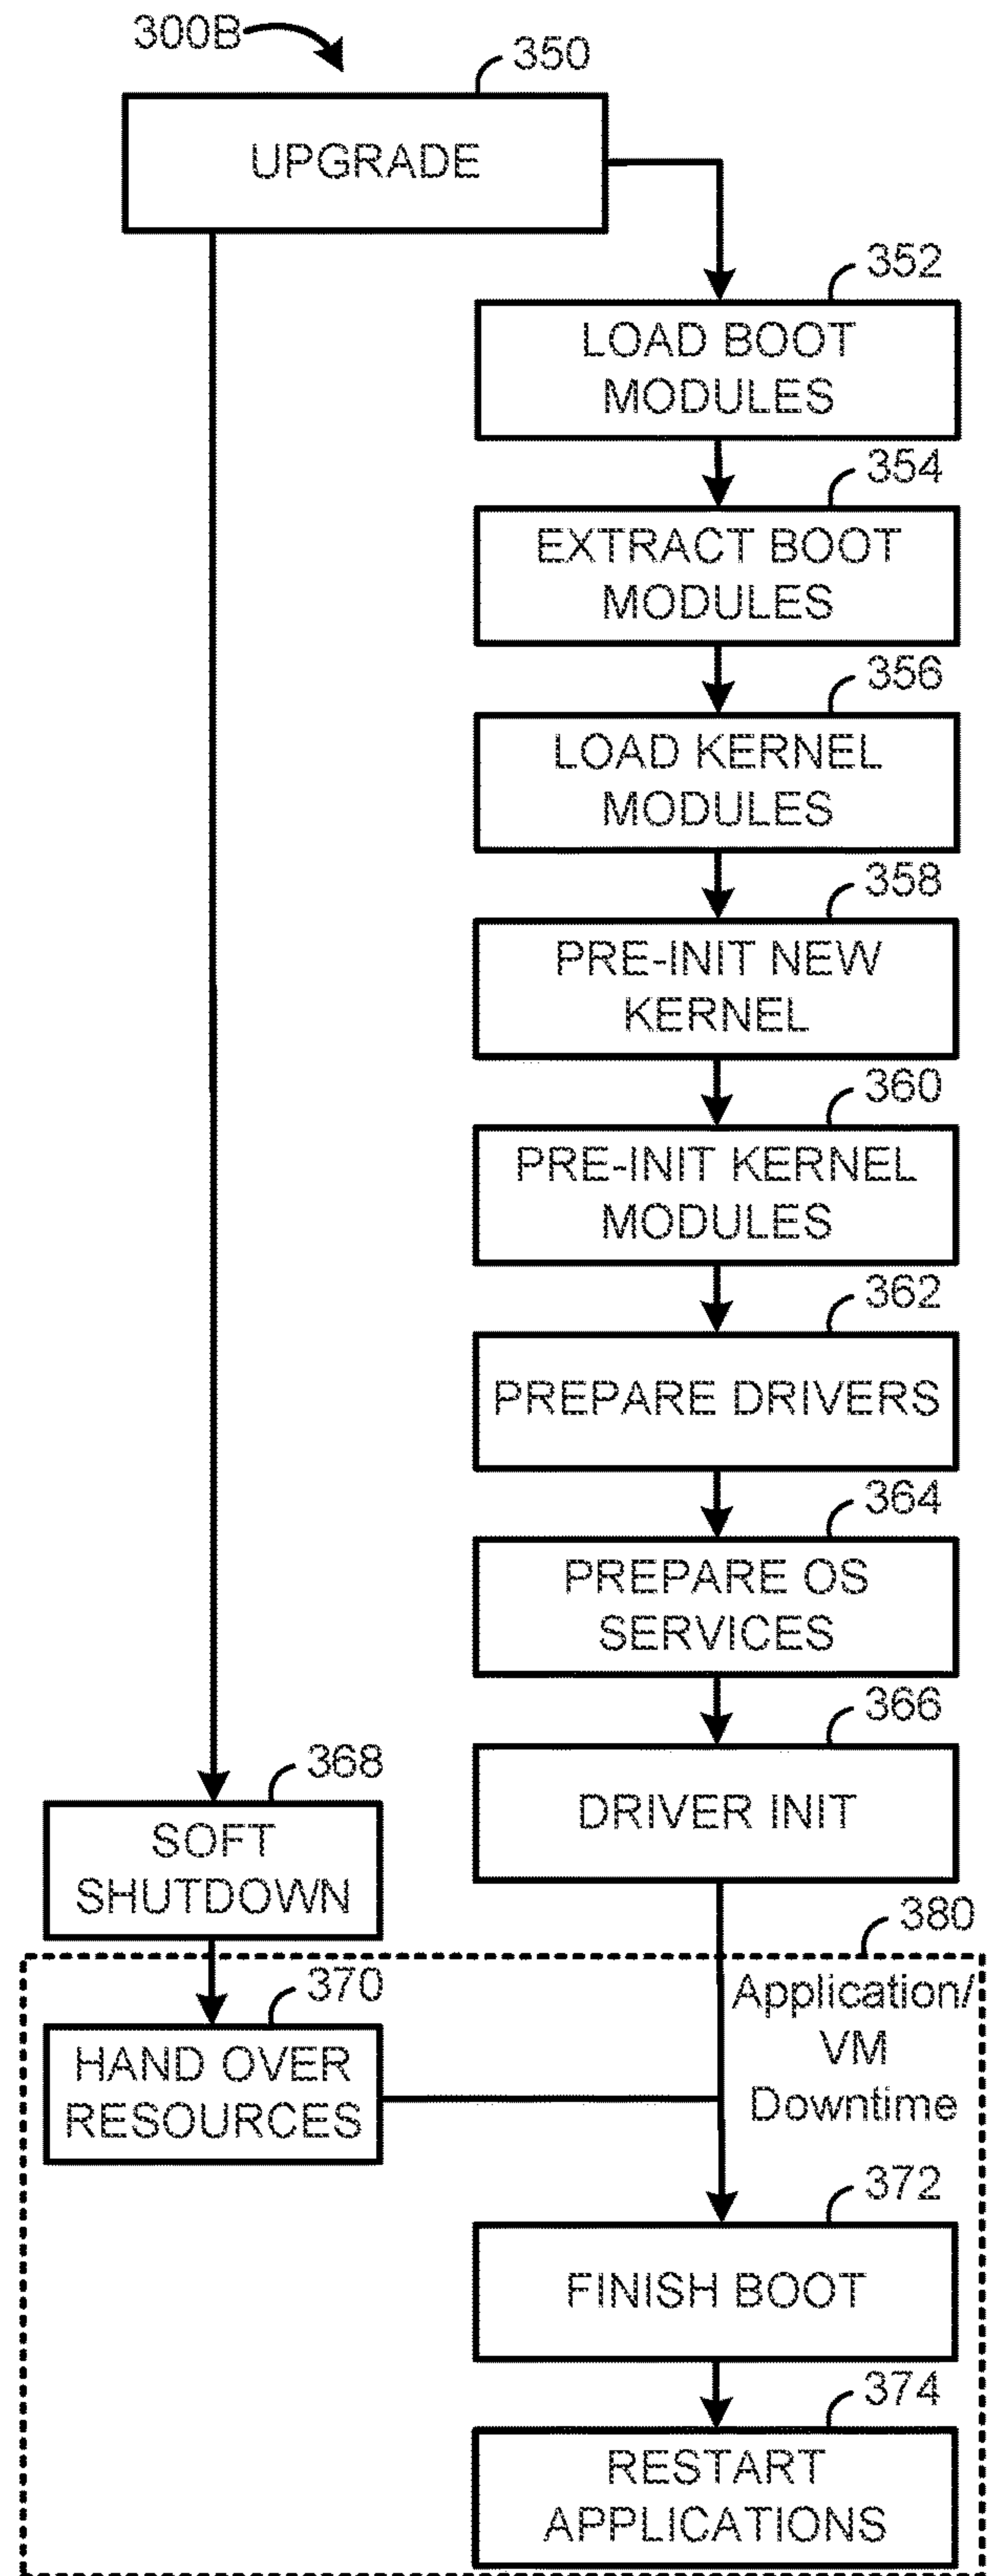 300B
350
UPGRADE
352
LOAD BOOT
MODULES
354
EXTRACT BOOT
MODULES
356
LOAD KERNEL
MODULES
358
PRE-INIT NEW
KERNEL
360
PRE-INIT KERNEL
MODULES
362
PREPARE DRIVERS
364
PREPARE OS
SERVICES
366
DRIVER INIT
368
SOFT
SHUTDOWN
380
Application/
VM
Downtime
370
HAND OVER
RESOURCES
372
FINISH BOOT
374
RESTART
APPLICATIONS